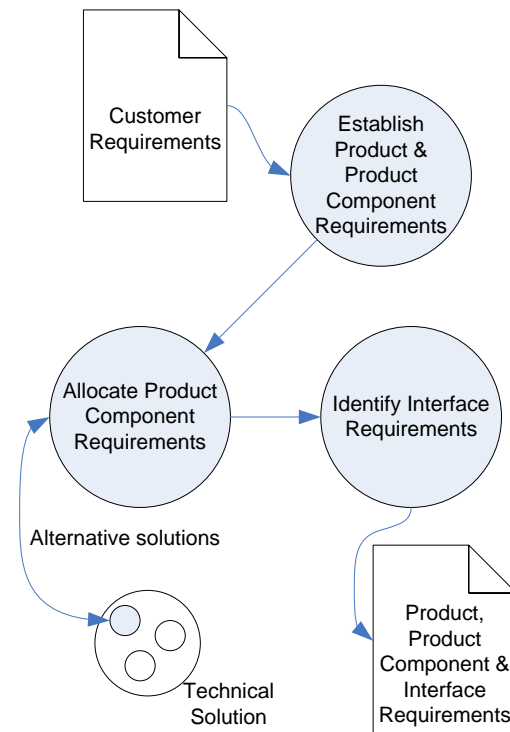 Customer
Requirements
Establish
Product &
Product
Component
Requirements
Allocate Product
Component
Requirements
Identify Interface
Requirements
Alternative solutions
Technical
Solution
Product,
Product
Component &
Interface
Requirements